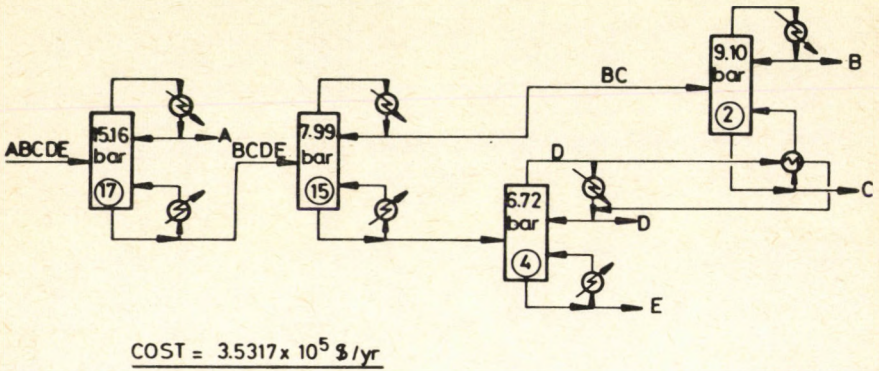 ABCDE
15.16
bar
17
A
BCDE
7.99
bar
15
BC
9.10
bar
2
B
C
D
6.72
bar
4
D
E
COST = 3.5317 x 10⁵ $/yr